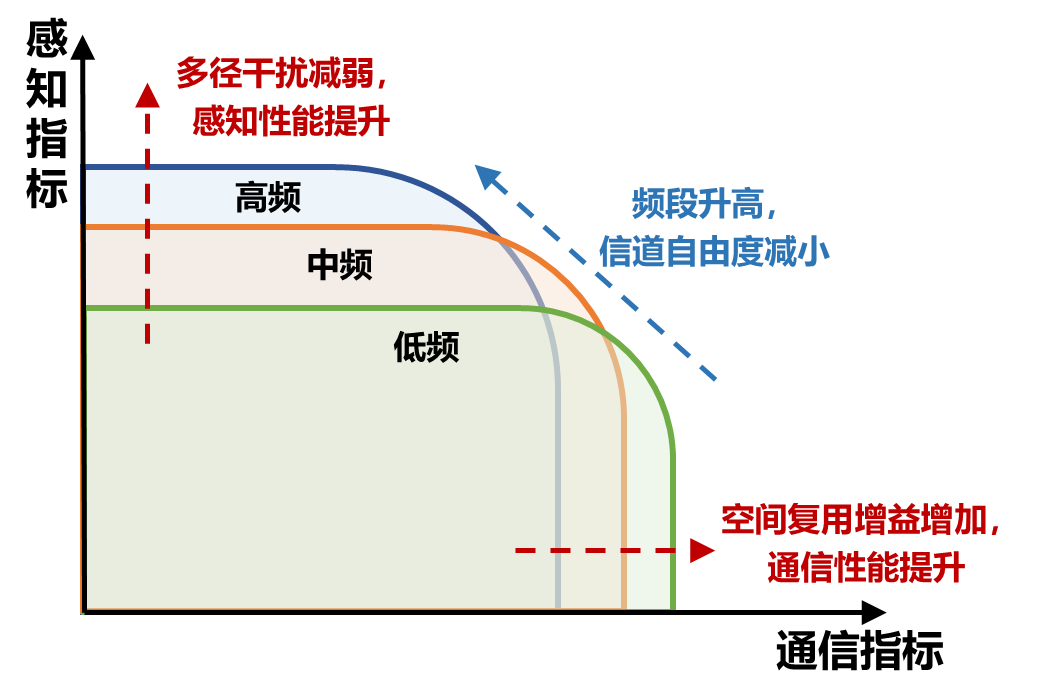 感知指标
多径干扰减弱，
感知性能提升
高频
频段升高，
信道自由度减小
中频
低频
空间复用增益增加，
通信性能提升
通信指标